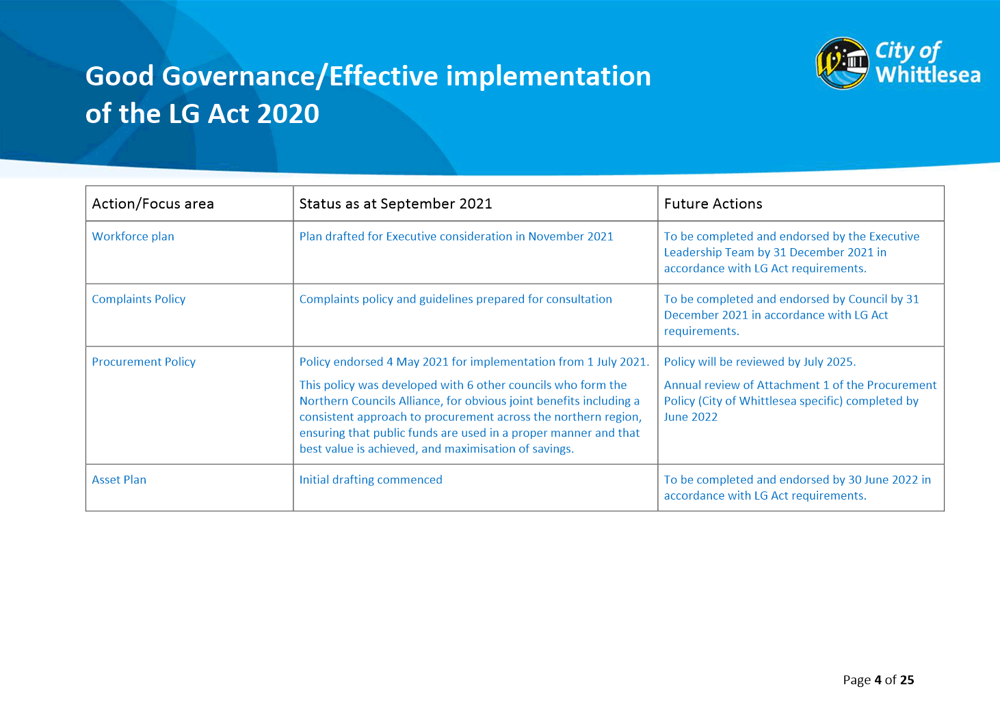 Good Governance/Effective implementation
of the LG Act 2020
City of
Whittlesea
Action/Focus area
Status as at September 2021
Future Actions
Workforce plan
Plan drafted for Executive consideration in November 2021
To be completed and endorsed by the Executive
Leadership Team by 31 December 2021 in
accordance with LG Act requirements.
Complaints Policy
Complaints policy and guidelines prepared for consultation
To be completed and endorsed by Council by 31
December 2021 in accordance with LG Act
requirements.
Procurement Policy
Policy endorsed 4 May 2021 for implementation from 1 July 2021.
This policy was developed with 6 other councils who form the
Northern Councils Alliance, for obvious joint benefits including a
consistent approach to procurement across the northern region,
ensuring that public funds are used in a proper manner and that
best value is achieved, and maximisation of savings.
Policy will be reviewed by July 2025.
Annual review of Attachment 1 of the Procurement
Policy (City of Whittlesea specific) completed by
June 2022
Asset Plan
Initial drafting commenced
To be completed and endorsed by 30 June 2022 in
accordance with LG Act requirements.
Page 4 of 25